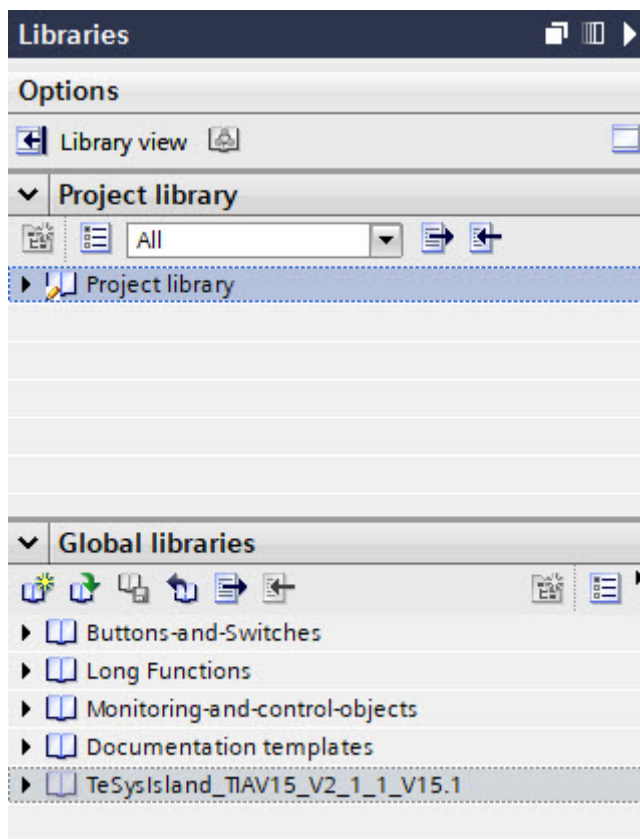 Libraries
Options
Library view
Project library
All
Project library
Global libraries
Buttons-and-Switches
Long Functions
Monitoring-and-control-objects
Documentation templates
TeSysIsland_TIAV15_V2_1_1_V15.1